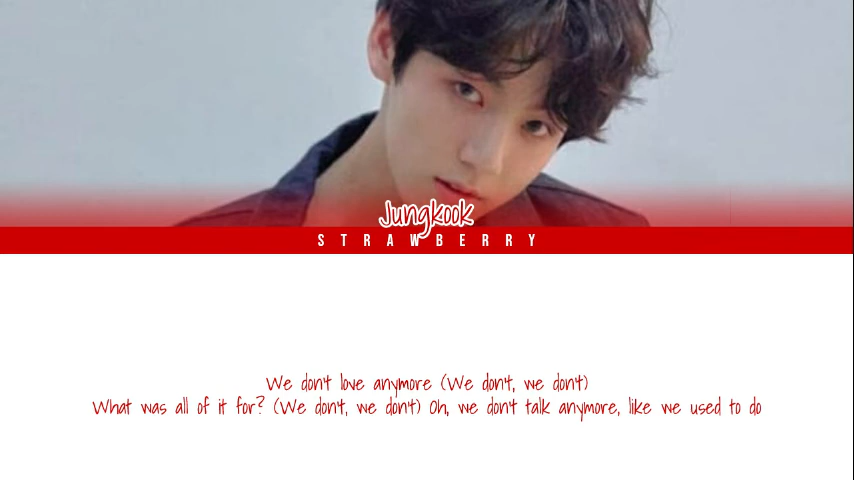 Jungkook
STRAWBERRY
We don't love anymore (We don't, we don't)
What was all of it for? (We don't, we don't) Oh, we don't talk anymore, like we used to do